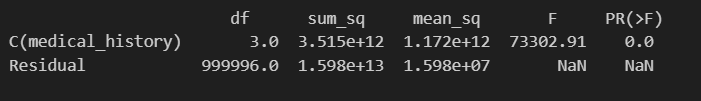 df sum_sq mean_sq F PR(>F)
C(medical_history) 3.0 3.515e+12 1.172e+12 73302.91 0.0
Residual 999996.0 1.598e+13 1.598e+07 NaN NaN